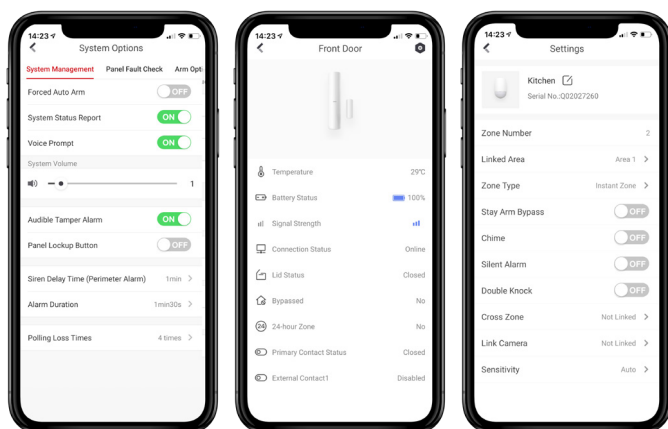 14:23
System Options
System Management Panel Fault Check Arm Opt
Forced Auto Arm OFF
System Status Report ON
Voice Prompt ON
System Volume
1
Audible Tamper Alarm ON
Panel Lockup Button OFF
Siren Delay Time (Perimeter Alarm) 1min >
Alarm Duration 1min30s >
Polling Loss Times 4 times >
14:23
Front Door
Temperature 29°C
Battery Status 100%
Signal Strength
Connection Status Online
Lid Status Closed
Bypassed No
24 24-hour Zone No
Primary Contact Status Closed
External Contact1 Disabled
14:23
Settings
Kitchen
Serial No.:Q02027260
Zone Number 2
Linked Area Area 1 >
Zone Type Instant Zone >
Stay Arm Bypass OFF
Chime OFF
Silent Alarm OFF
Double Knock OFF
Cross Zone Not Linked >
Link Camera Not Linked >
Sensitivity Auto >